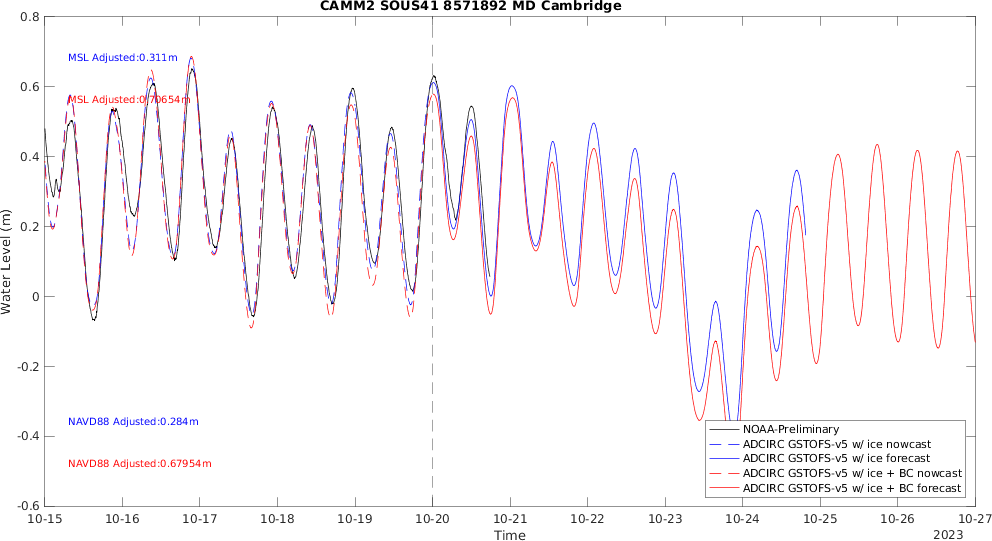 CAMM2 SOUS41 8571892 MD Cambridge
0.8
0.6
0.4
0.2
0
-0.2
-0.4
-0.6
Water Level (m)
MSL Adjusted:0.311m
MSL Adjusted:0.70654m
NAVD88 Adjusted:0.284m
NAVD88 Adjusted:0.67954m
NOAA-Preliminary
ADCIRC GSTOFS-v5 w/ ice nowcast
ADCIRC GSTOFS-v5 w/ ice forecast
ADCIRC GSTOFS-v5 w/ ice + BC nowcast
ADCIRC GSTOFS-v5 w/ ice + BC forecast
10-15 10-16 10-17 10-18 10-19 10-20 10-21 10-22 10-23 10-24 10-25 10-26 10-27
Time
2023